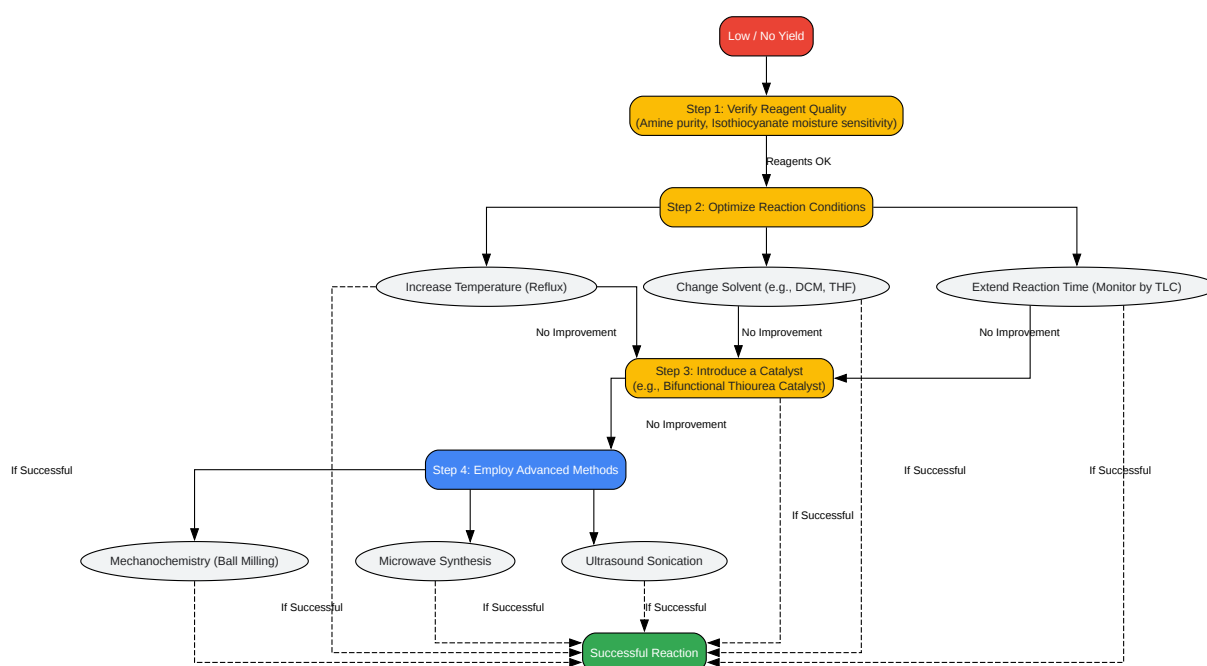 Low / No Yield
Step 1: Verify Reagent Quality
(Amine purity, Isothiocyanate moisture sensitivity)
Reagents OK
Step 2: Optimize Reaction Conditions
Increase Temperature (Reflux)
Change Solvent (e.g., DCM, THF)
Extend Reaction Time (Monitor by TLC)
No Improvement
No Improvement
No Improvement
Step 3: Introduce a Catalyst
(e.g., Bifunctional Thiourea Catalyst)
No Improvement
If Successful
Step 4: Employ Advanced Methods
If Successful
If Successful
If Successful
Mechanochemistry (Ball Milling)
Microwave Synthesis
Ultrasound Sonication
If Successful
If Successful
If Successful
Successful Reaction